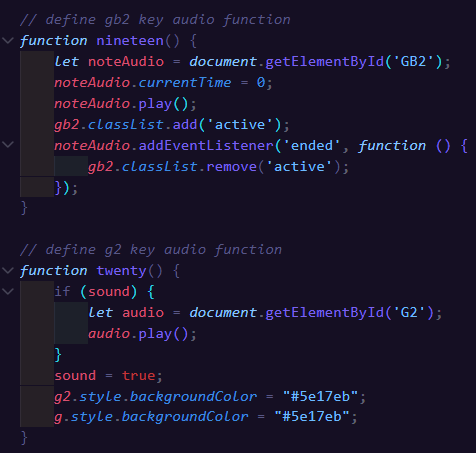 // define gb2 key audio function
function nineteen() {
let noteAudio = document.getElementById('GB2');
noteAudio.currentTime = 0;
noteAudio.play();
gb2.classList.add('active');
noteAudio.addEventListener('ended', function () {
gb2.classList.remove('active');
});
}
// define g2 key audio function
function twenty() {
if (sound) {
let audio = document.getElementById('G2');
audio.play();
}
sound = true;
g2.style.backgroundColor = "#5e17eb";
g.style.backgroundColor = "#5e17eb";
}